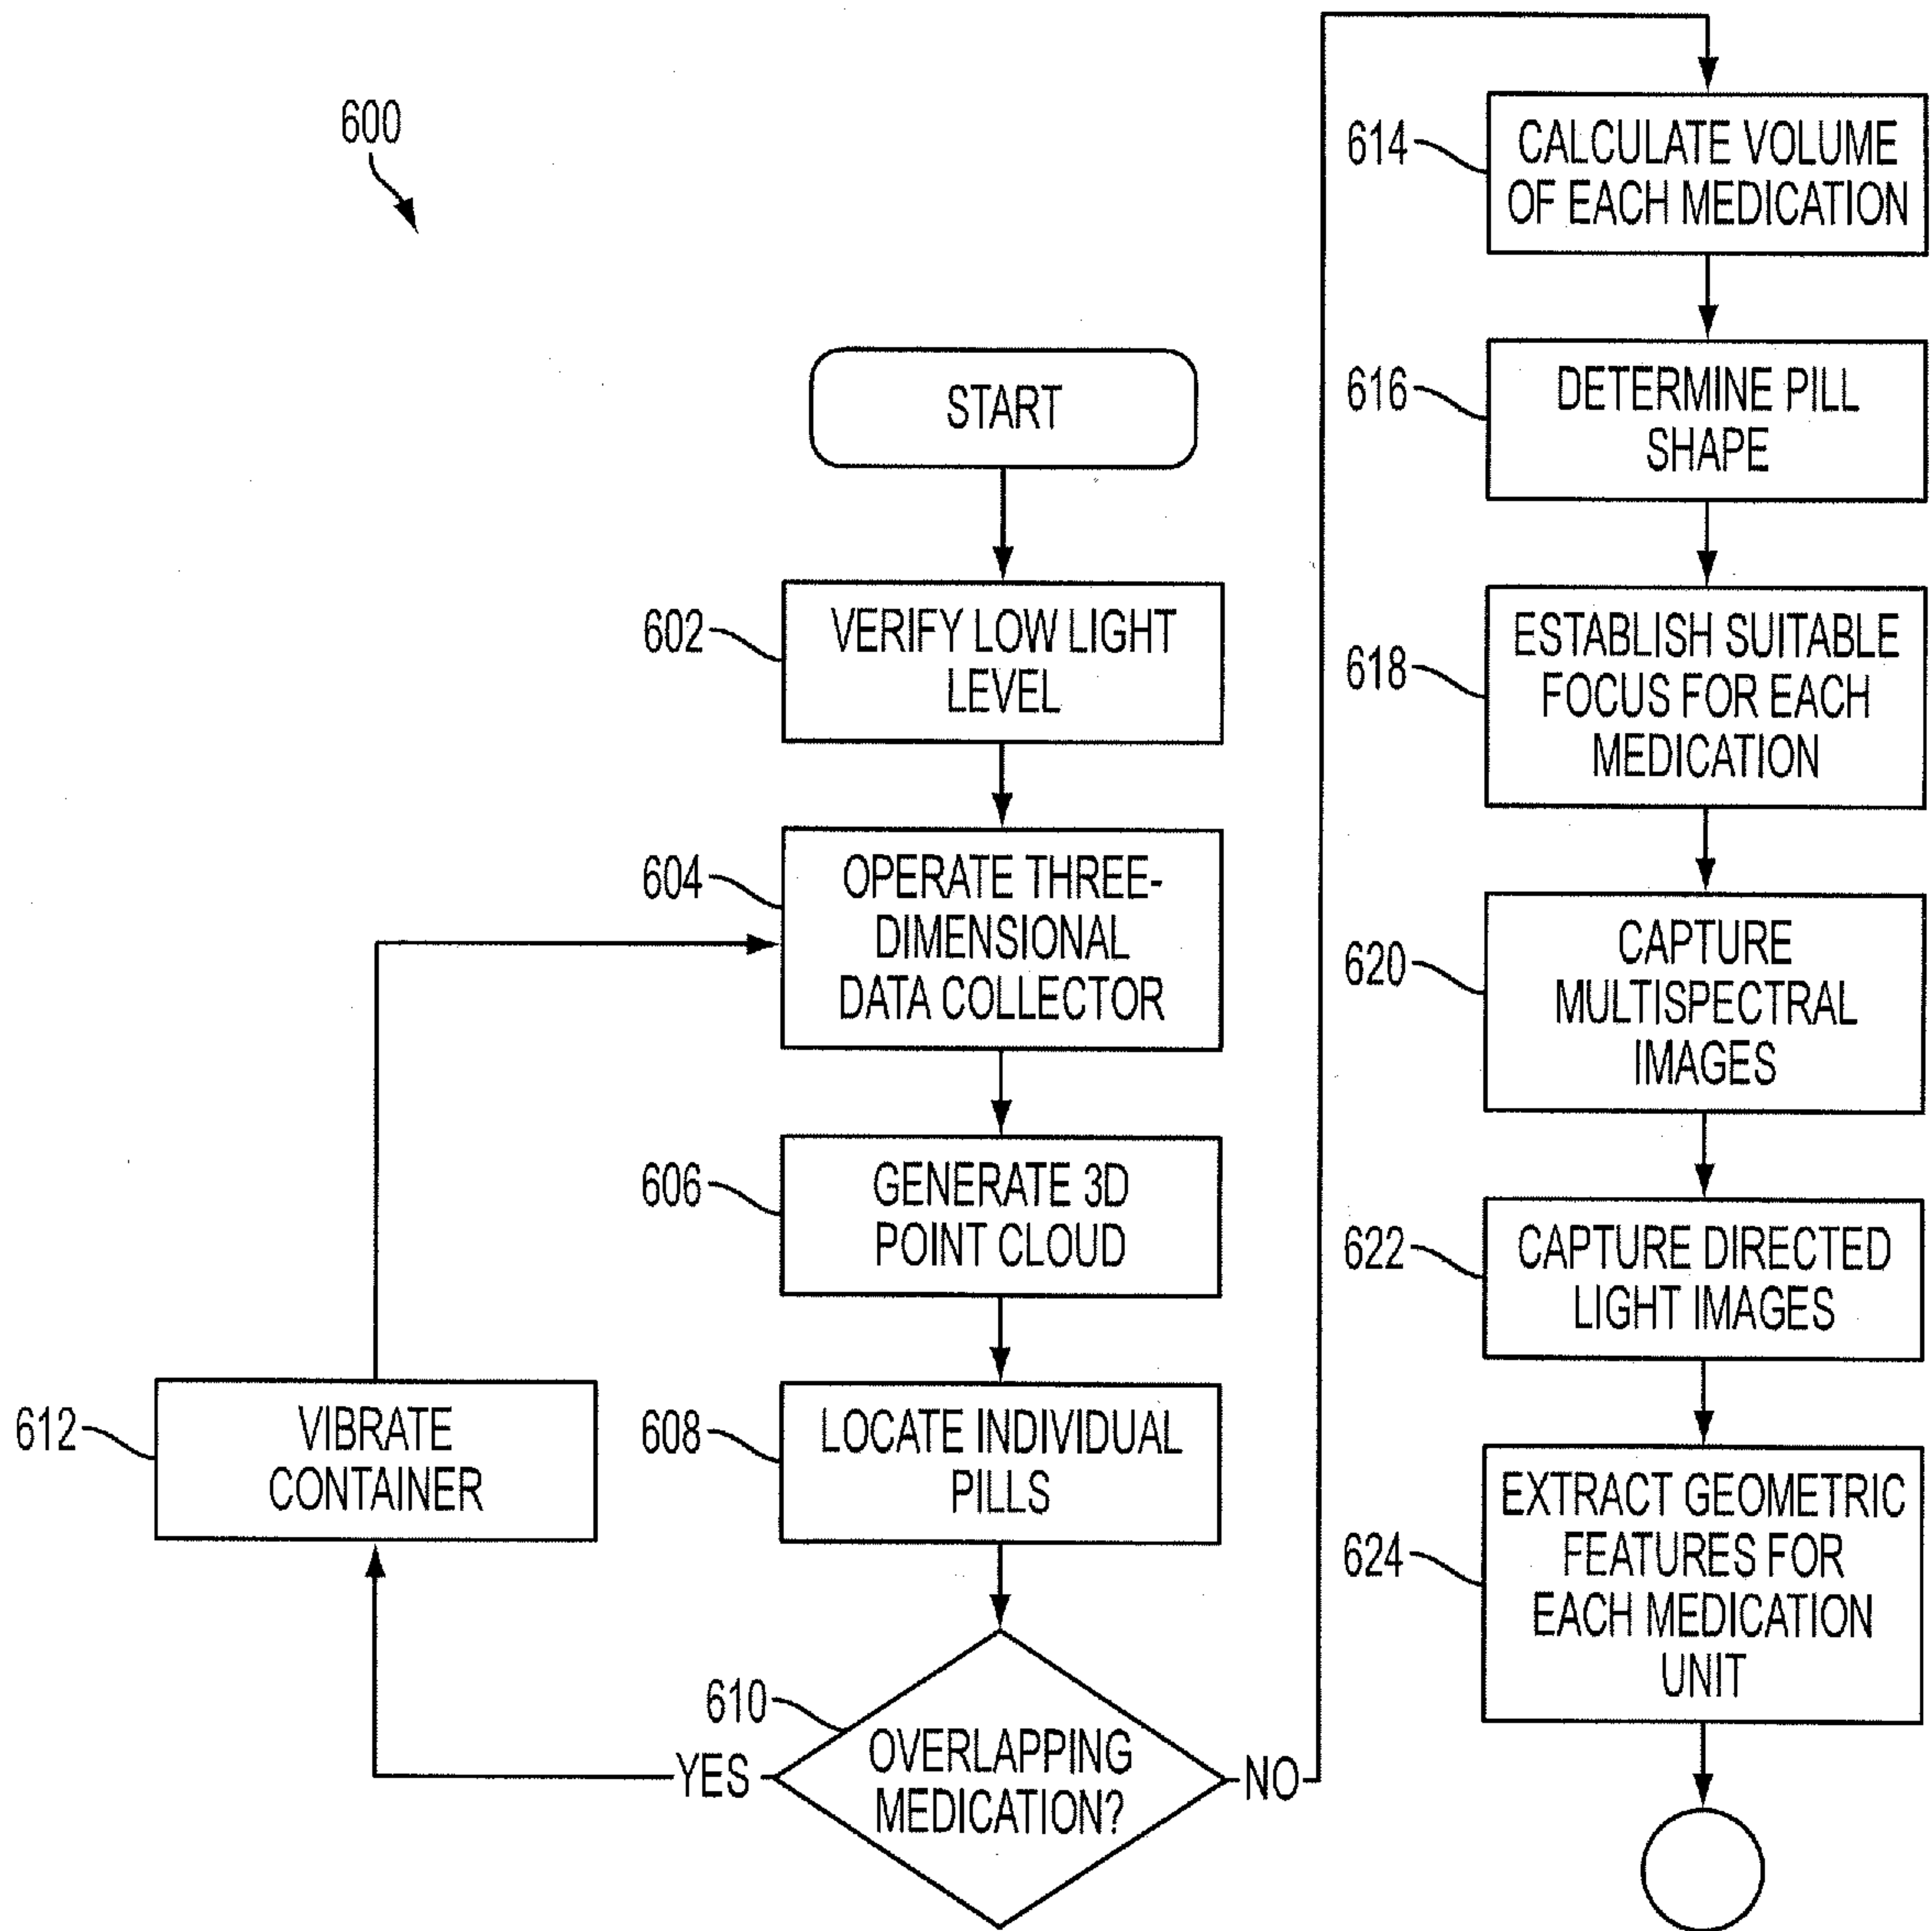 600
START
602
VERIFY LOW LIGHT
LEVEL
604
OPERATE THREE-
DIMENSIONAL
DATA COLLECTOR
606
GENERATE 3D
POINT CLOUD
608
LOCATE INDIVIDUAL
PILLS
610
OVERLAPPING
MEDICATION?
YES
NO
612
VIBRATE
CONTAINER
614
CALCULATE VOLUME
OF EACH MEDICATION
616
DETERMINE PILL
SHAPE
618
ESTABLISH SUITABLE
FOCUS FOR EACH
MEDICATION
620
CAPTURE
MULTISPECTRAL
IMAGES
622
CAPTURE DIRECTED
LIGHT IMAGES
624
EXTRACT GEOMETRIC
FEATURES FOR
EACH MEDICATION
UNIT